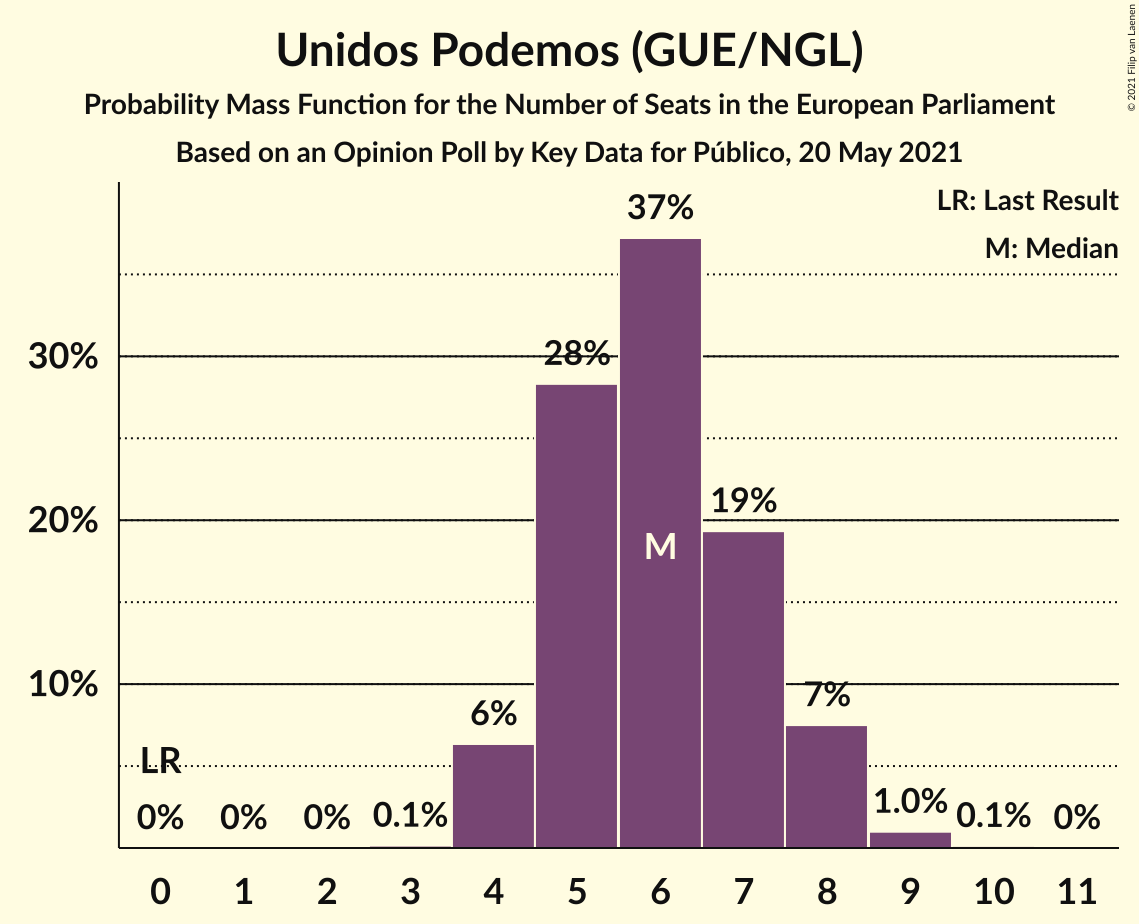 Unidos Podemos (GUE/NGL)
Probability Mass Function for the Number of Seats in the European Parliament
Based on an Opinion Poll by Key Data for Público, 20 May 2021
© 2021 Filip van Laenen
LR: Last Result
M: Median
37%
30%
28%
20%
19%
M
10%
7%
6%
LR
1.0%
0% 0% 0% 0.1% 0.1% 0%
0 1 2 3 4 5 6 7 8 9 10 11